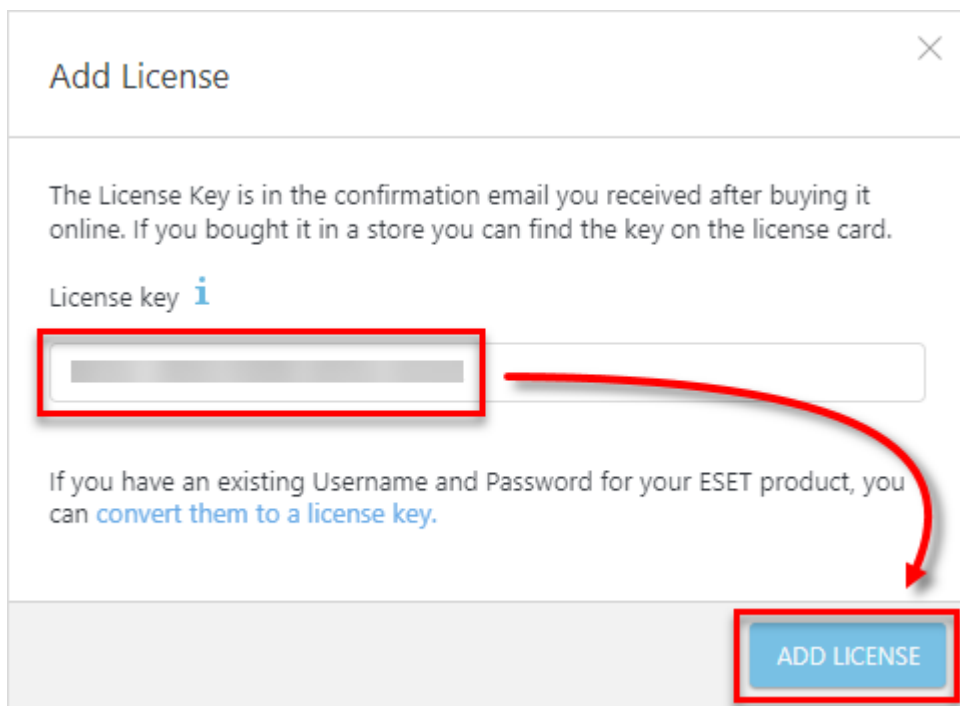 Add License
The License Key is in the confirmation email you received after buying it
online. If you bought it in a store you can find the key on the license card.
License key i
If you have an existing Username and Password for your ESET product, you
can convert them to a license key.
ADD LICENSE